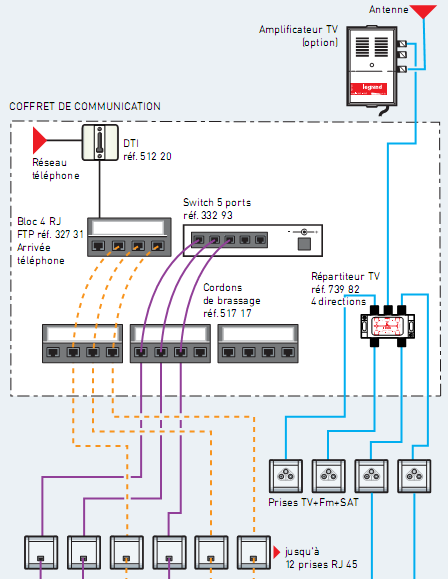 Antenne
Amplificateur TV
(option)
legrand
COFFRET DE COMMUNICATION
DTI
réf. 512 20
Réseau
téléphone
Switch 5 ports
réf. 332 93
Bloc 4 RJ
FTP réf. 327 31
Arrivée
téléphone
Cordons
de brassage
réf. 517 17
Répartiteur TV
réf. 739 82
4 directions
Prises TV+Fm+SAT
jusqu'à
12 prises RJ 45